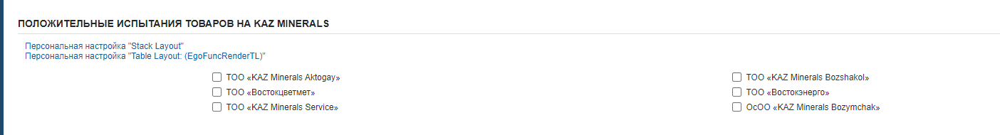 ПОЛОЖИТЕЛЬНЫЕ ИСПЫТАНИЯ ТОВАРОВ НА KAZ MINERALS
Персональная настройка "Stack Layout"
Персональная настройка "Table Layout: (EgoFuncRenderTL)"
ТОО «KAZ Minerals Aktogay»
ТОО «KAZ Minerals Bozshakol»
ТОО «Востокцветмет»
ТОО «Востокэнерго»
ТОО «KAZ Minerals Service»
ОсОО «KAZ Minerals Bozymchak»